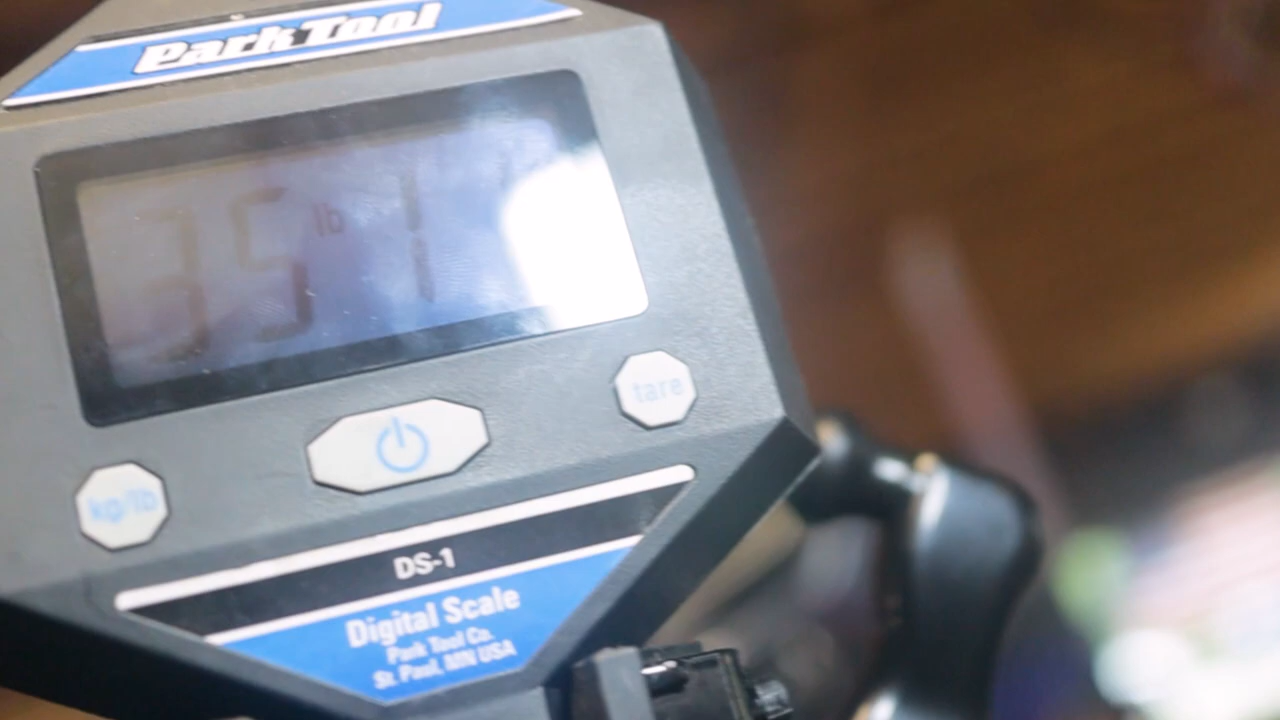 Park Tool
35 lb 1
tare
kg/lb
DS-1
Digital Scale
Park Tool Co.
St. Paul, MN USA